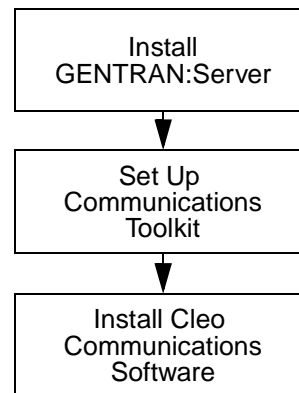 Install
GENTRAN:Server
Set Up
Communications
Toolkit
Install Cleo
Communications
Software